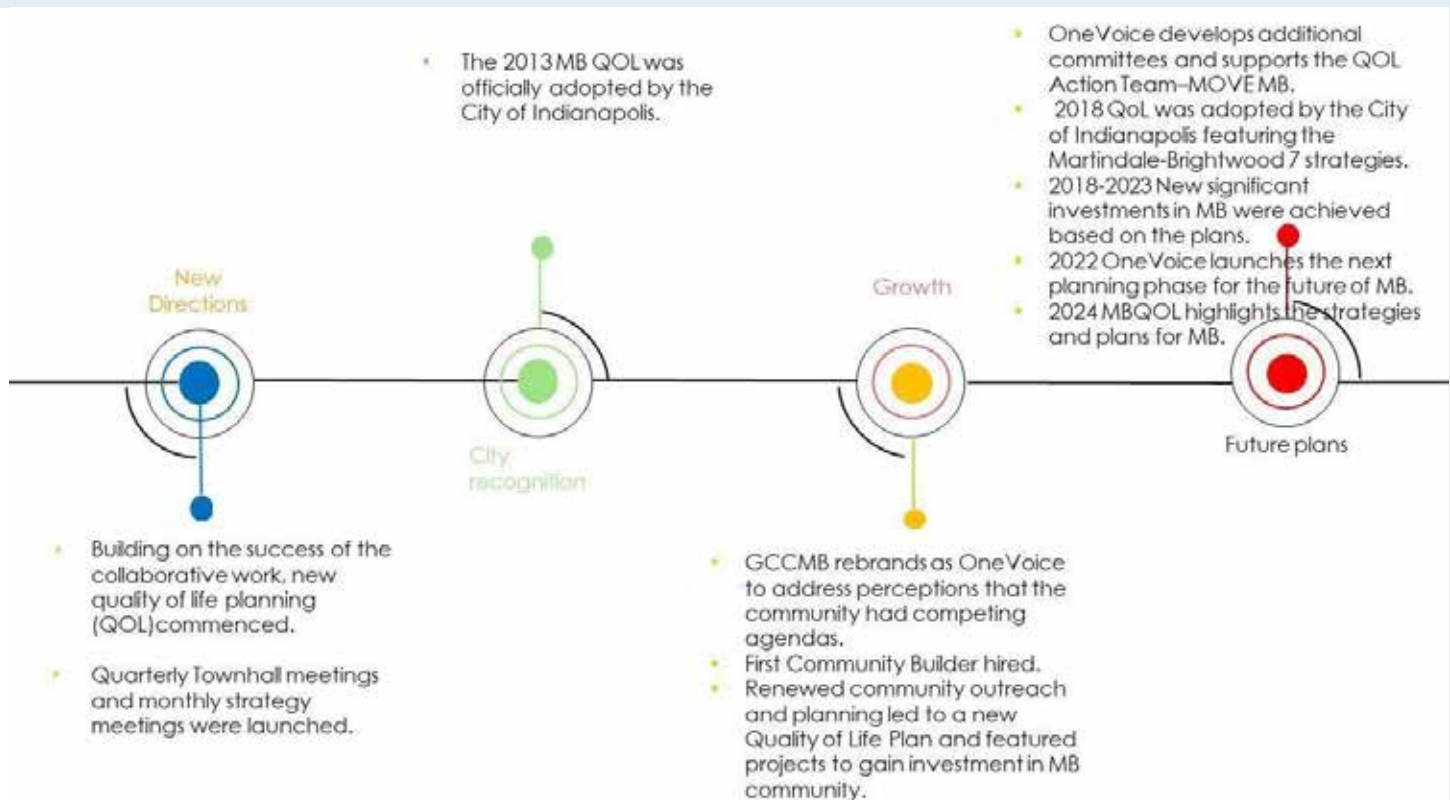 New
Directions
Building on the success of the
collaborative work, new
quality of life planning
(QOL)commenced.
Quarterly Townhall meetings
and monthly strategy
meetings were launched.
The 2013 MB QOL was
officially adopted by the
City of Indianapolis.
City
recognition
Growth
GCCMB rebrands as OneVoice
to address perceptions that the
community had competing
agendas.
First Community Builder hired.
Renewed community outreach
and planning led to a new
Quality of Life Plan and featured
projects to gain investment in MB
community.
OneVoice develops additional
committees and supports the QOL
Action Team–MOVE MB.
2018 QoL was adopted by the City
of Indianapolis featuring the
Martindale-Brightwood 7 strategies.
2018-2023 New significant
investments in MB were achieved
based on the plans.
2022 OneVoice launches the next
planning phase for the future of MB.
2024 MBQOL highlights the strategies
and plans for MB.
Future plans